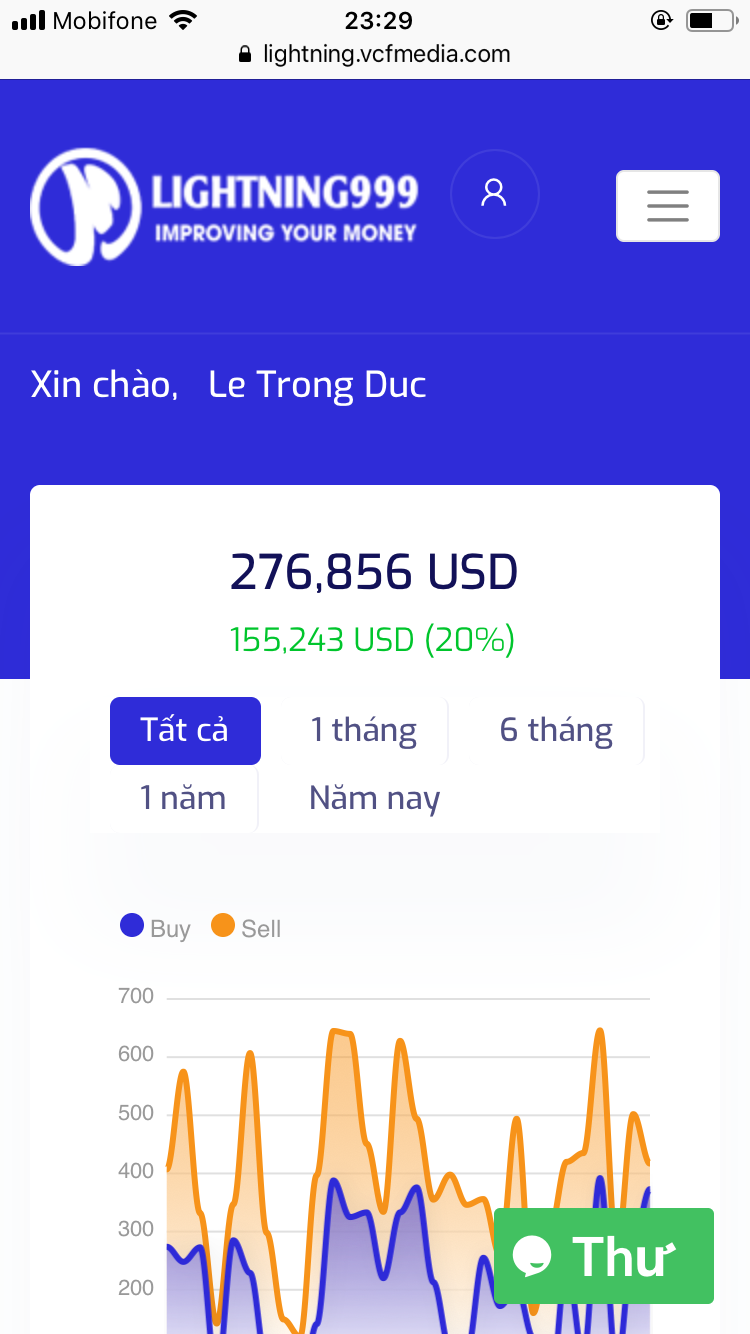 Mobifone 23:29
lightning.vcfmedia.com
LIGHTNING999
IMPROVING YOUR MONEY
Xin chào, Le Trong Duc
276,856 USD
155,243 USD (20%)
Tất cả 1 tháng 6 tháng
1 năm Năm nay
Buy Sell
700
600
500
400
300
200
Thư